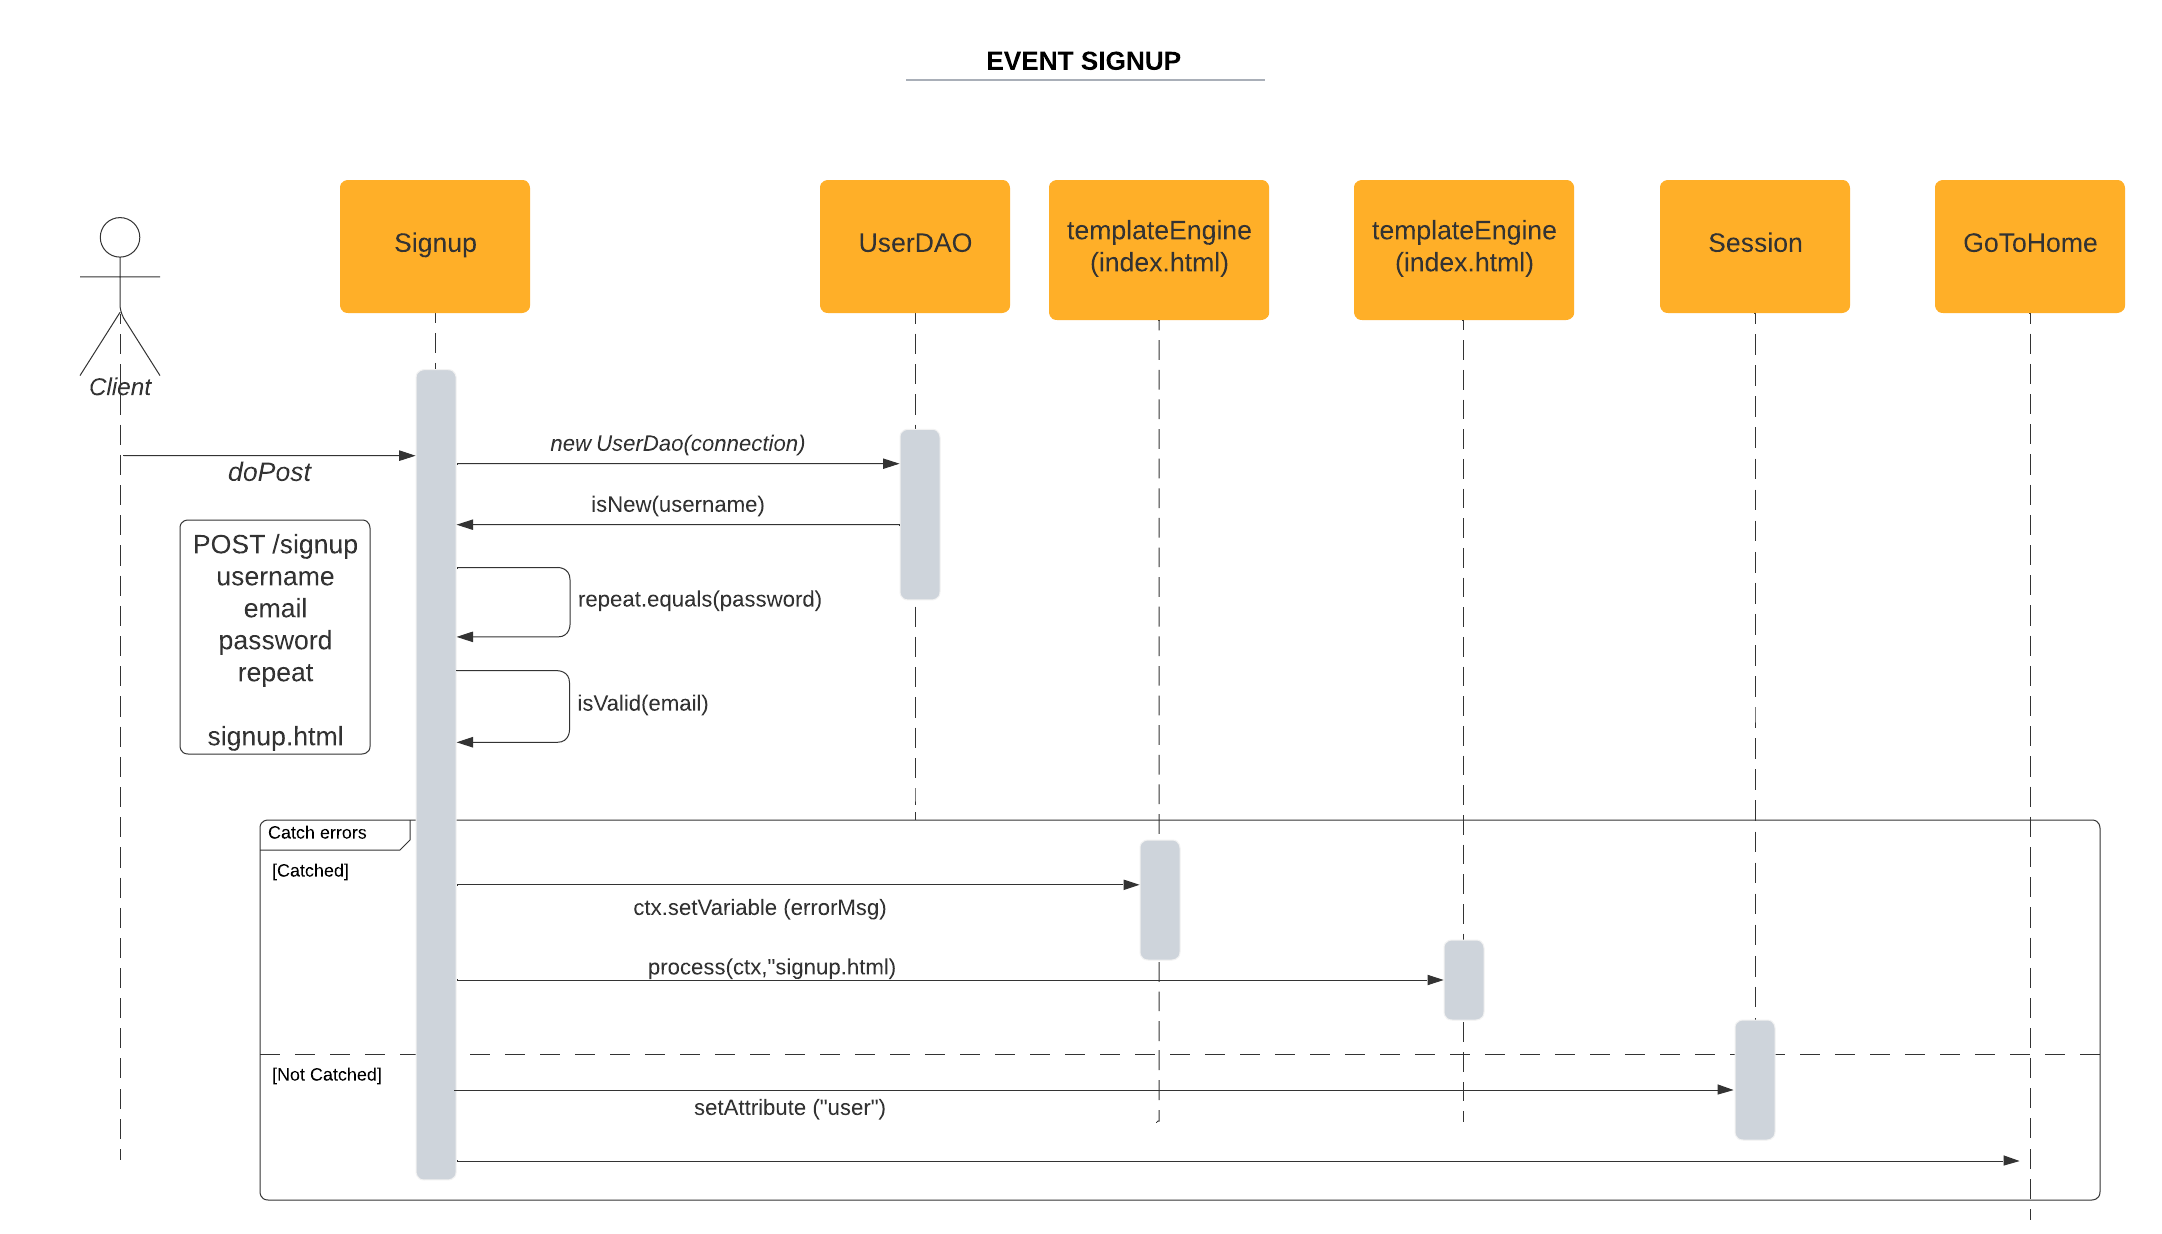 EVENT SIGNUP
Signup
UserDAO
templateEngine
(index.html)
templateEngine
(index.html)
Session
GoToHome
Client
doPost
new UserDao(connection)
isNew(username)
POST /signup
username
email
password
repeat
signup.html
repeat.equals(password)
isValid(email)
Catch errors
[Catched]
ctx.setVariable (errorMsg)
process(ctx,"signup.html)
[Not Catched]
setAttribute ("user")